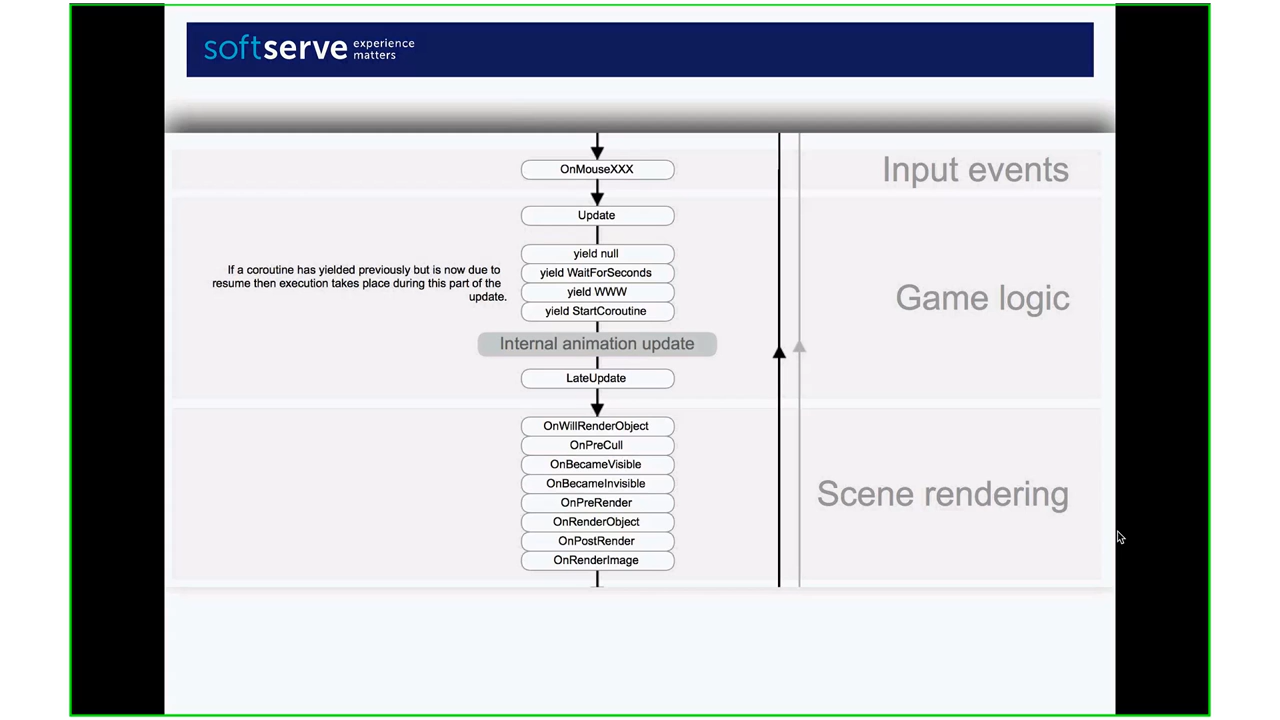 softserve experience
matters
OnMouseXXX
Input events
Update
yield null
If a coroutine has yielded previously but is now due to
resume then execution takes place during this part of the
update.
yield WaitForSeconds
yield WWW
yield StartCoroutine
Game logic
Internal animation update
LateUpdate
OnWillRenderObject
OnPreCull
OnBecameVisible
OnBecameInvisible
OnPreRender
OnRenderObject
OnPostRender
OnRenderImage
Scene rendering